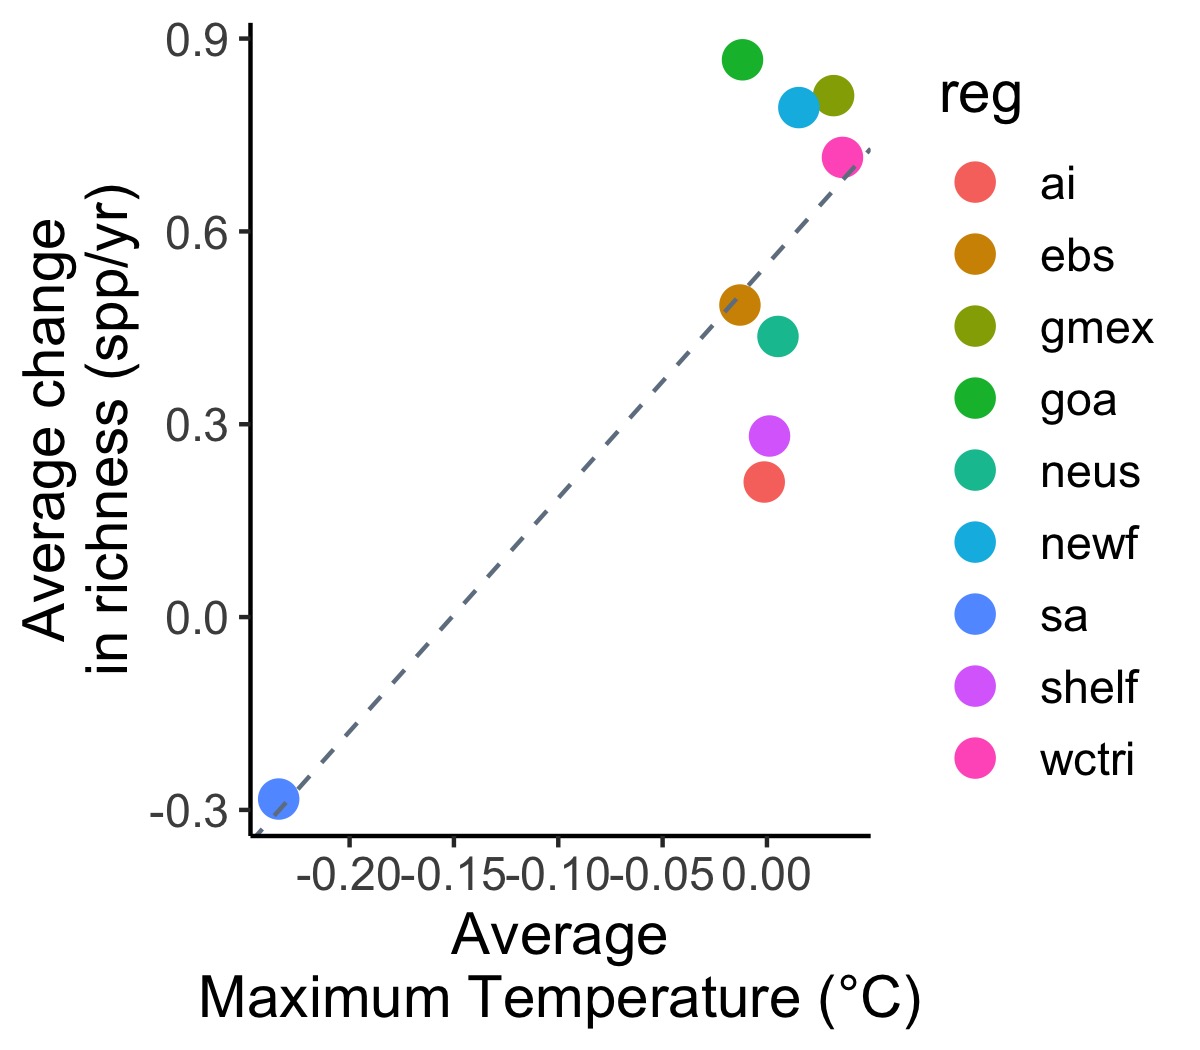 0.9
0.6
0.3
0.0
-0.3
Average change
in richness (spp/yr)
-0.20 -0.15 -0.10 -0.05 0.00
Average
Maximum Temperature (°C)
reg
ai
ebs
gmex
goa
neus
newf
sa
shelf
wctri